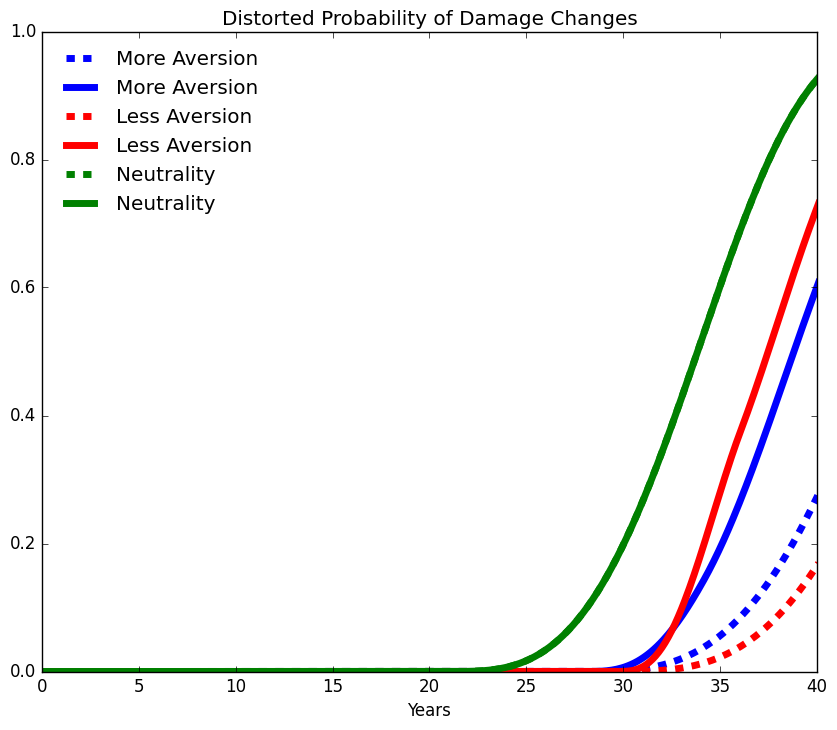 Distorted Probability of Damage Changes
1.0
More Aversion
More Aversion
Less Aversion
Less Aversion
Neutrality
Neutrality
0.8
0.6
0.4
0.2
0.0
0 5 10 15 20 25 30 35 40
Years